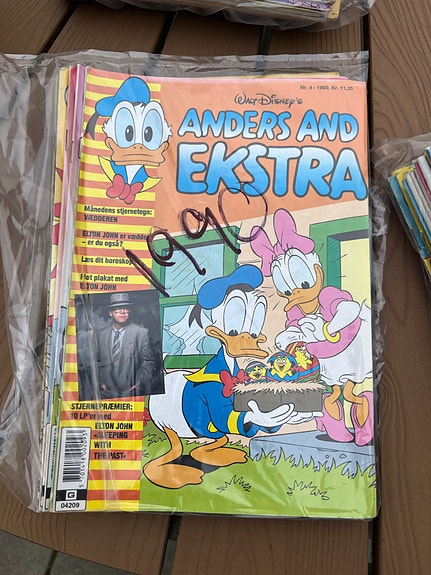 Nr. 4 - 1990. Kr. 11,25
WALT DISNEY'S
ANDERS AND
EKSTRA
Månedens stjernetegn:
VÆDDEREN
ELTON JOHN er vædder
– er du også?
Læs dit horoskop
Flot plakat med
ELTON JOHN
1990
STJERNEPRÆMIER:
10 LP'er med
ELTON JOHN
»SLEEPING
WITH
THE PAST«
G
04209